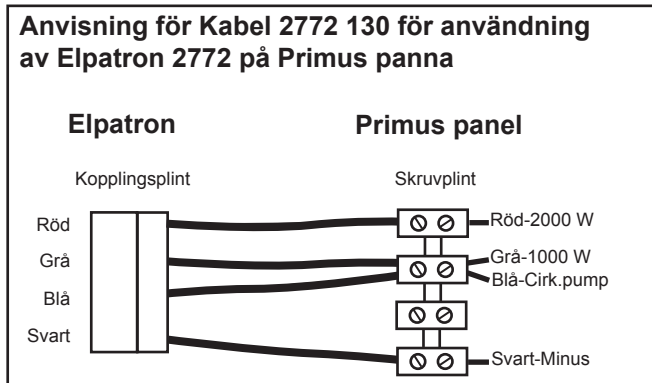 Anvisning för Kabel 2772 130 för användning
av Elpatron 2772 på Primus panna
Elpatron
Primus panel
Kopplingsplint
Skruvplint
Röd
Grå
Blå
Svart
Röd-2000 W
Grå-1000 W
Blå-Cirk.pump
Svart-Minus